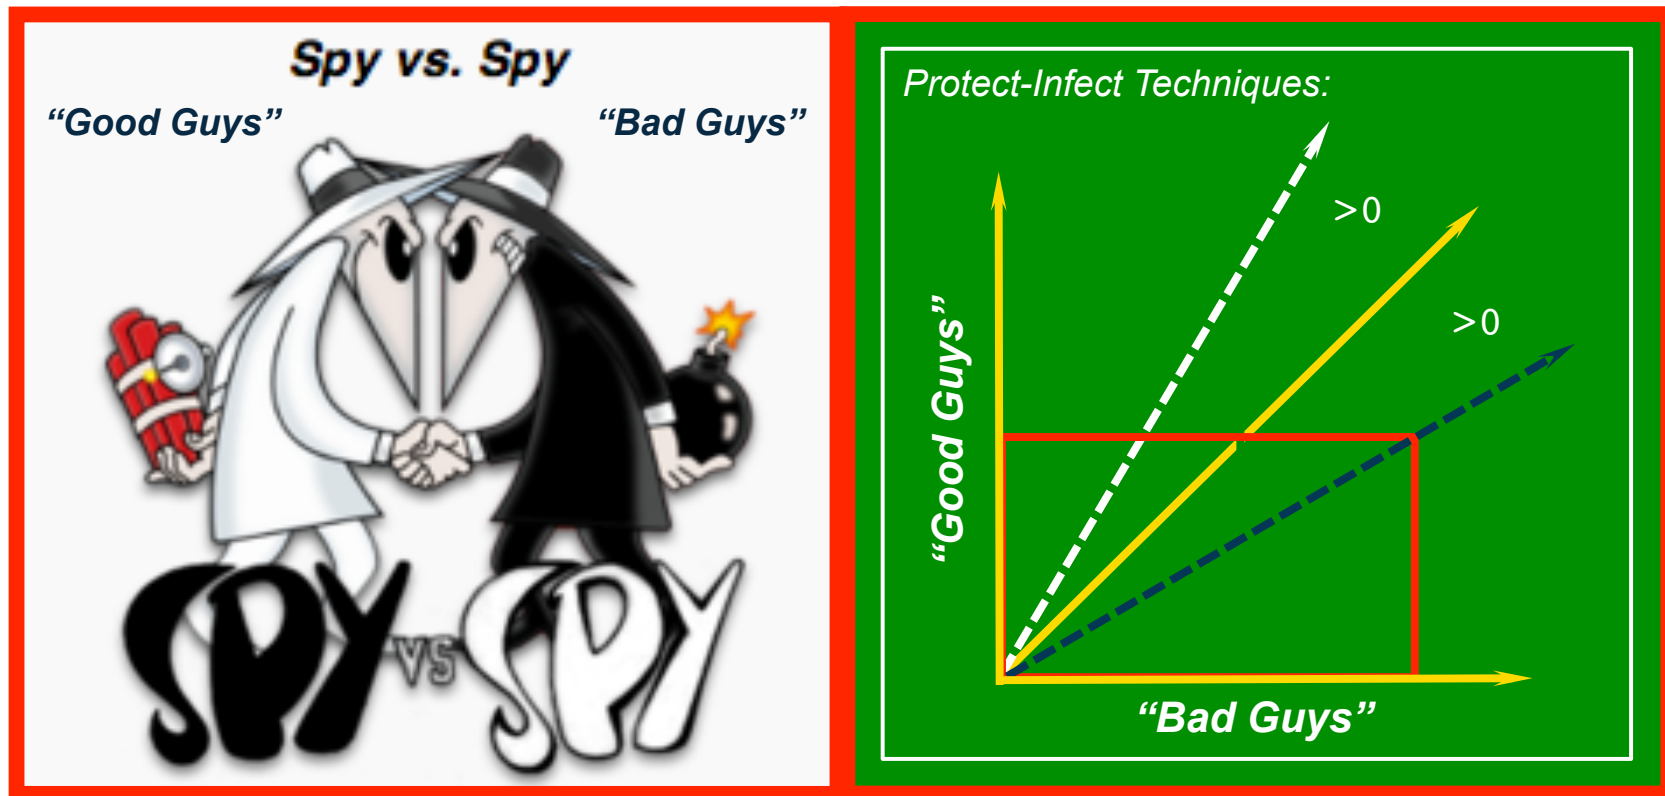 Spy vs. Spy
“Good Guys”
“Bad Guys”
SPY vs SPY
Protect-Infect Techniques:
>0
>0
“Good Guys”
“Bad Guys”